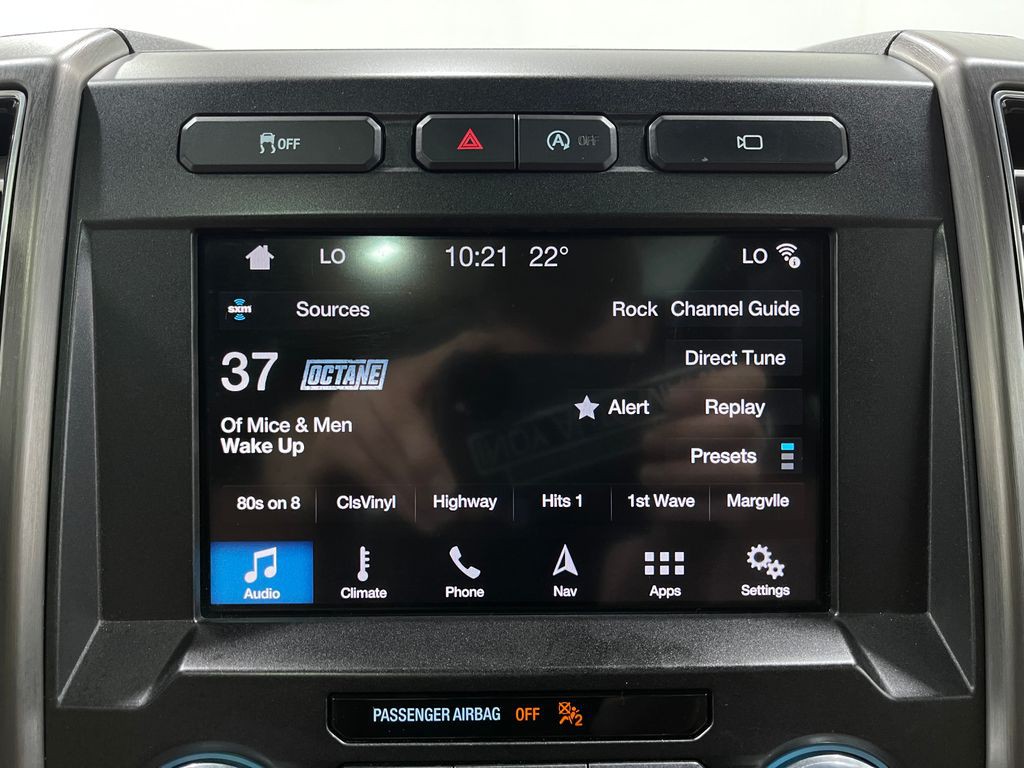 OFF
A OFF
LO 10:21 22° LO
sxm Sources Rock Channel Guide
37 OCTANE Direct Tune
Alert Replay
Of Mice & Men
Wake Up
Presets
80s on 8 ClsVinyl Highway Hits 1 1st Wave Margvlle
Audio Climate Phone Nav Apps Settings
PASSENGER AIRBAG OFF 2